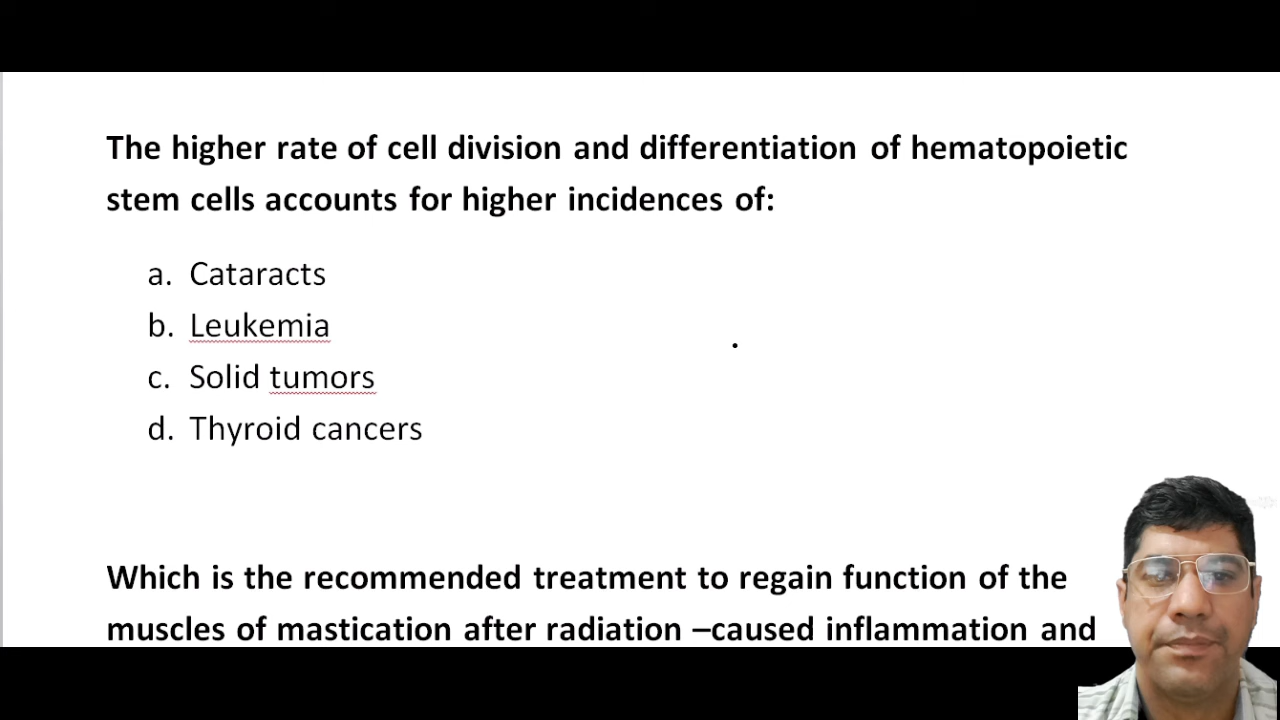 The higher rate of cell division and differentiation of hematopoietic
stem cells accounts for higher incidences of:
a. Cataracts
b. Leukemia
c. Solid tumors
d. Thyroid cancers
Which is the recommended treatment to regain function of the
muscles of mastication after radiation –caused inflammation and